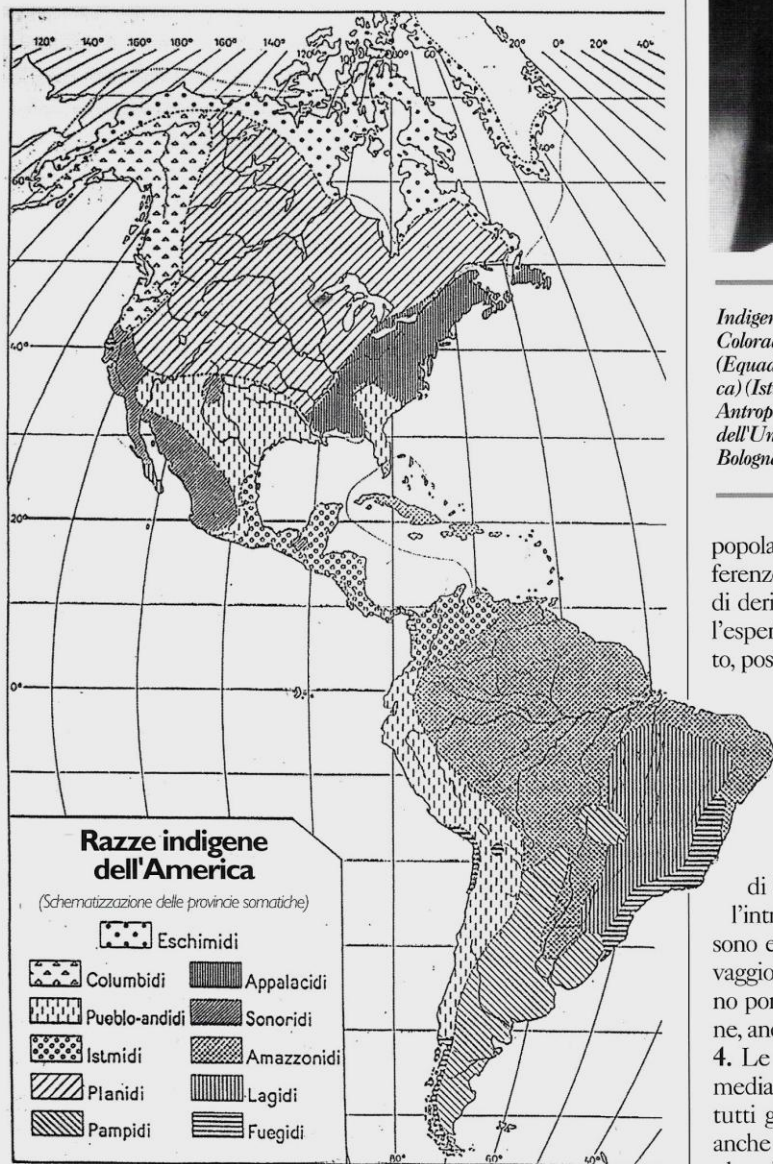 120° 140° 160° 180° 160° 140° 120° 20° 0° 20° 40°
60°
40°
20°
0°
Razze indigene
dell'America
(Schematizzazione delle provincie somatiche)
Eschimidi
Columbidi Appalacidi
Pueblo-andidi Sonoridi
Istmidi Amazzonidi
Planidi Lagidi
Pampidi Fuegidi
80° 60° 40°
Indigen
Colorad
(Equad
ca) (Ist
Antrop
dell'Un
Bologna
popola
ferenz
di deri
l'esper
to, pos
di
l'intr
sono e
vaggio
no por
ne, and
4. Le
media
tutti g
anche